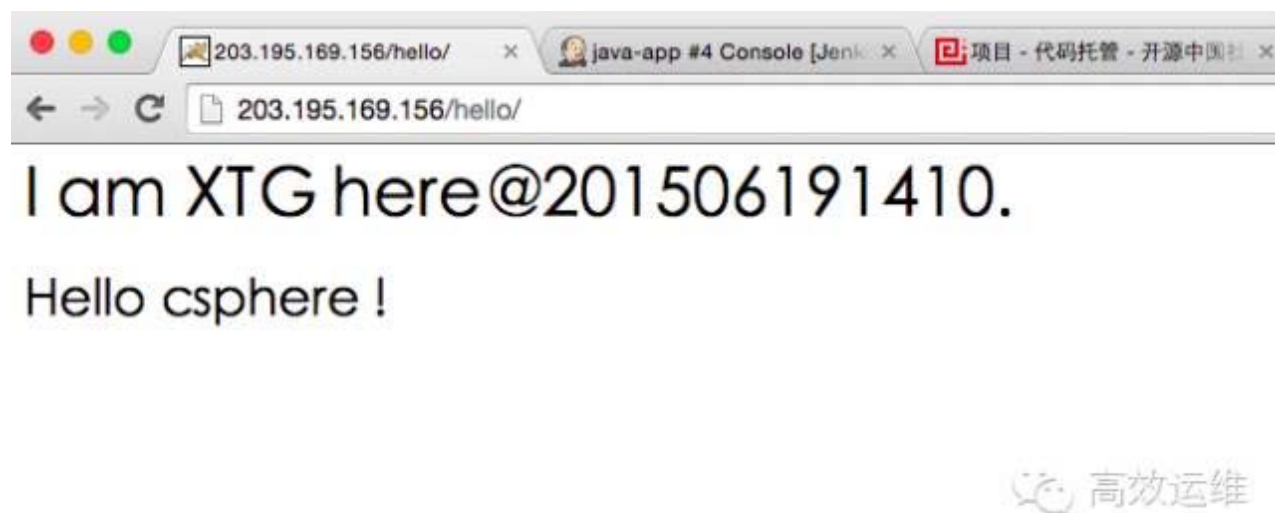 203.195.169.156/hello/
java-app #4 Console [Jenk
项目 - 代码托管 - 开源中国社
203.195.169.156/hello/
I am XTG here@201506191410.
Hello csphere !
高效运维